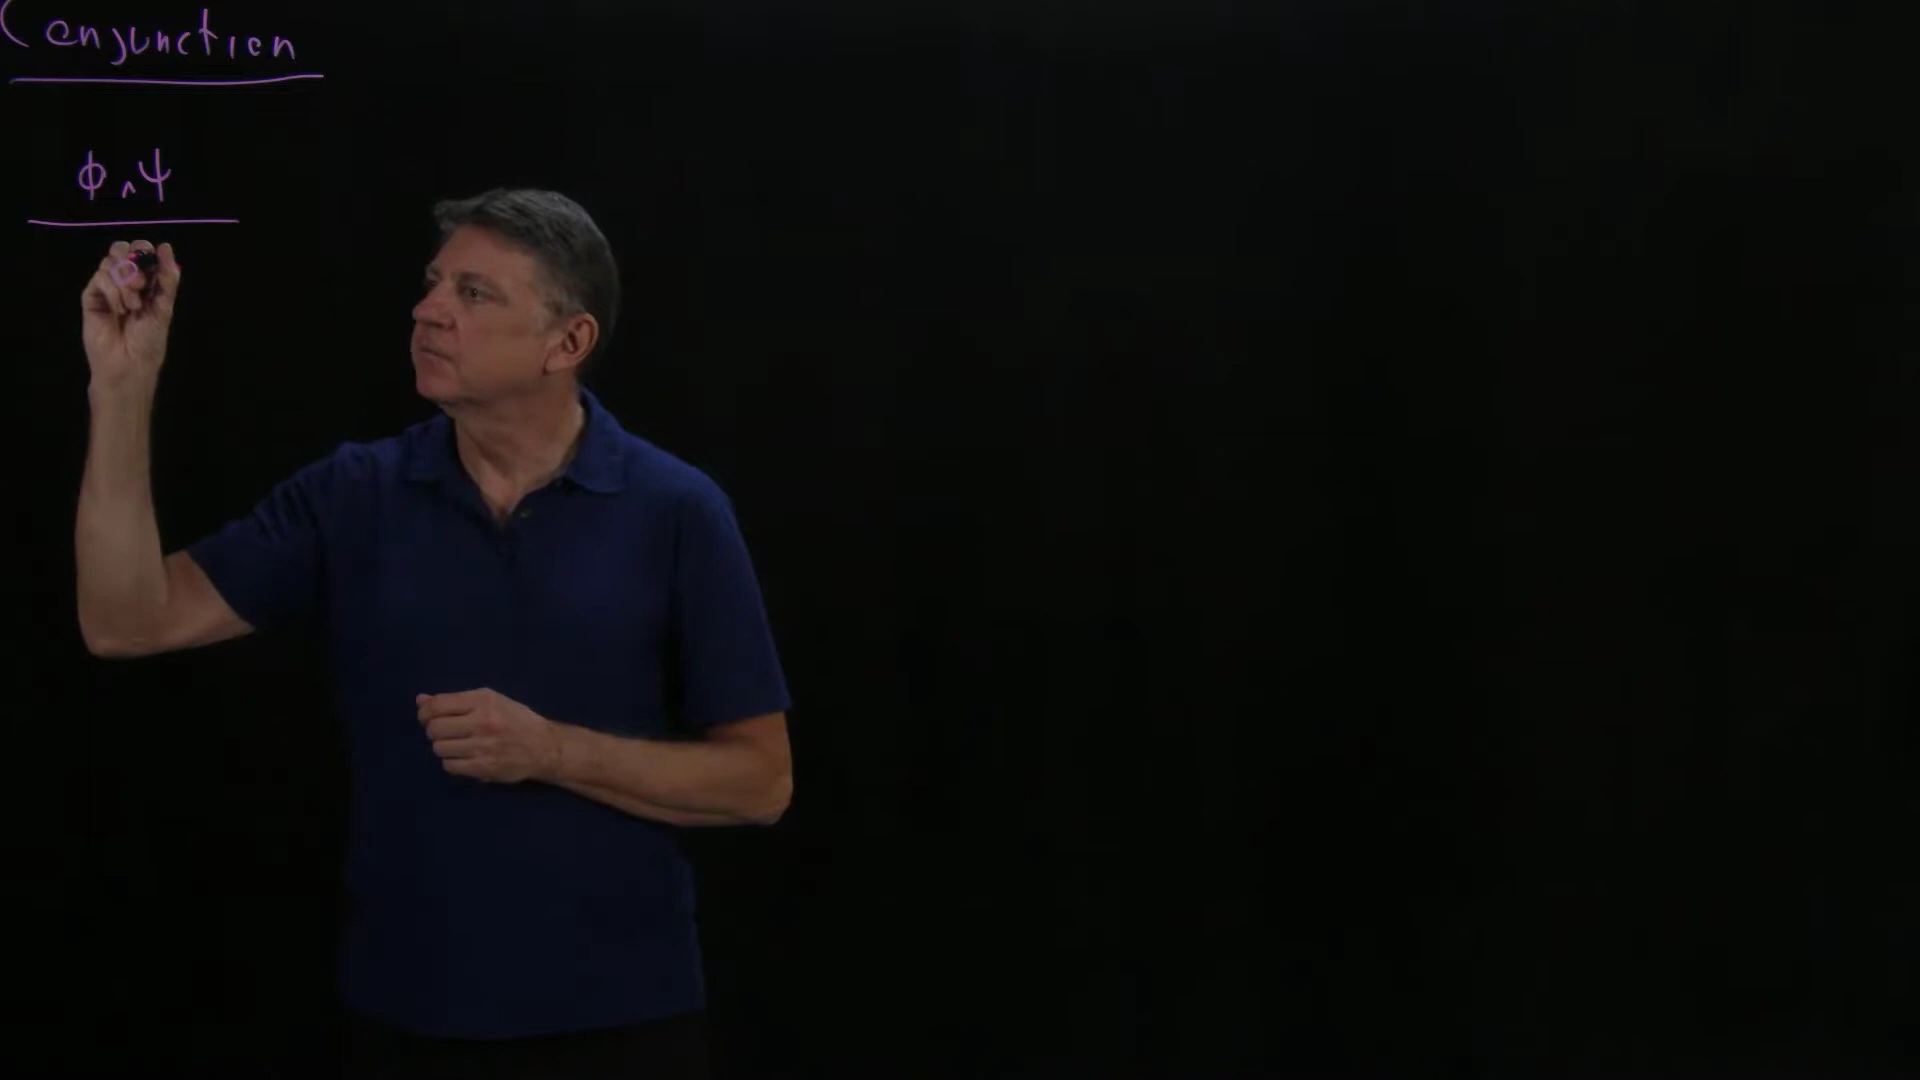 Conjunction
ϕ ∧ ψ